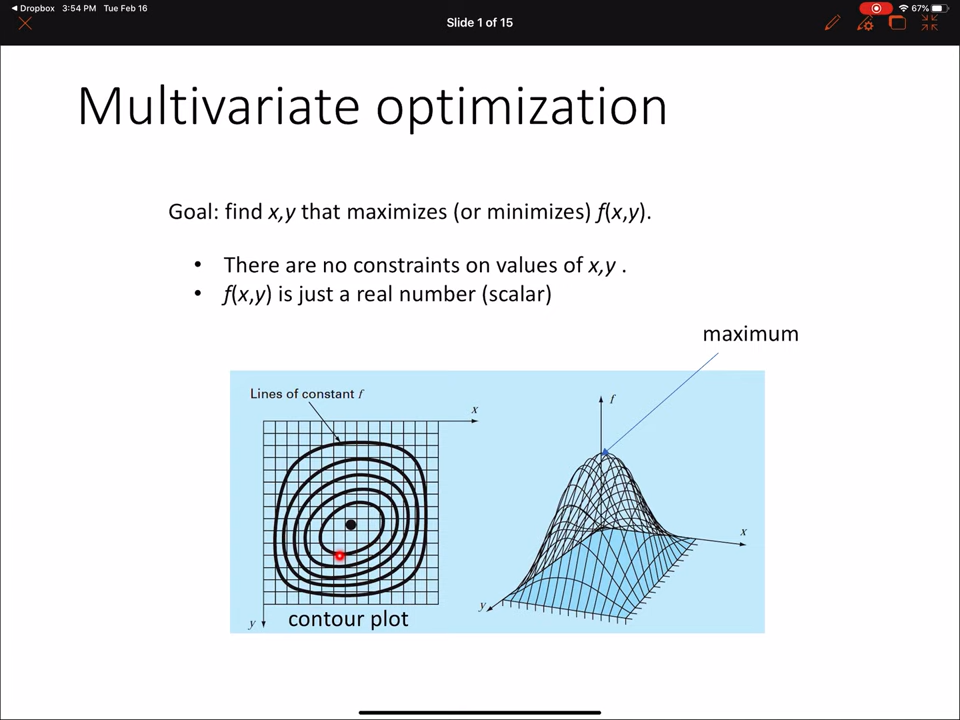 ◀ Dropbox 3:54 PM Tue Feb 16
67%
Slide 1 of 15
Multivariate optimization
Goal: find x,y that maximizes (or minimizes) f(x,y).
• There are no constraints on values of x,y .
• f(x,y) is just a real number (scalar)
maximum
Lines of constant f
x
f
x
y
y
contour plot